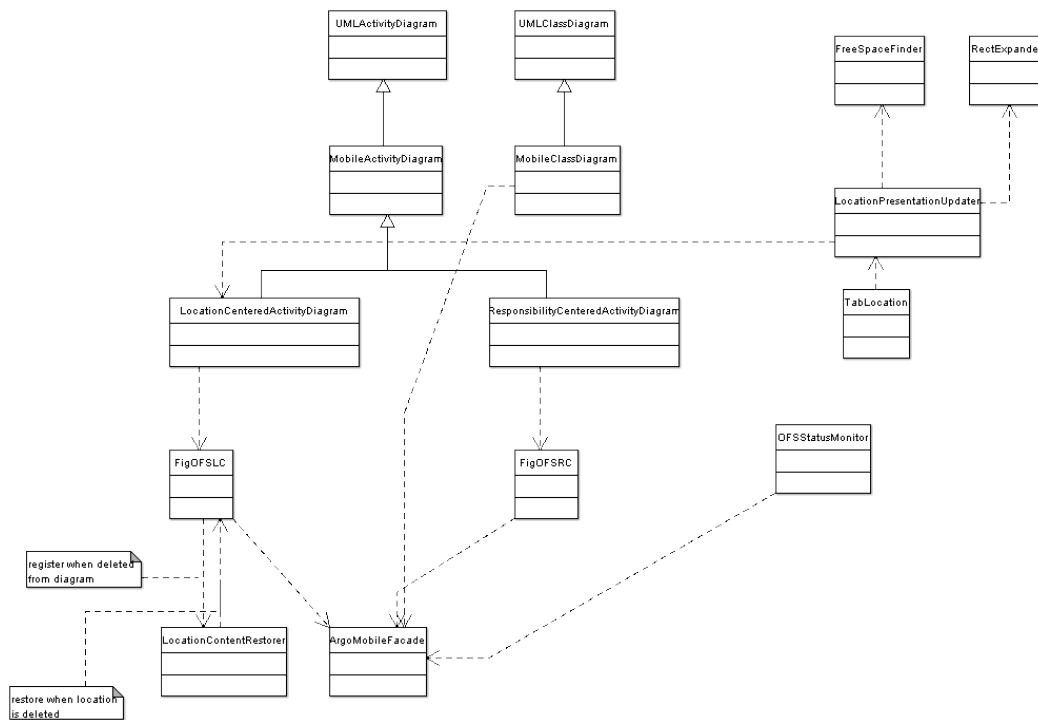 UMLActivityDiagram
UMLClassDiagram
FreeSpaceFinder
RectExpande
MobileActivityDiagram
MobileClassDiagram
LocationPresentationUpdater
LocationCenteredActivityDiagram
ResponsibilityCenteredActivityDiagram
TabLocation
OFSStatusMonitor
FigOFSLC
FigOFSRC
register when deleted
from diagram
LocationContentRestorer
ArgoMobileFacade
restore when location
is deleted